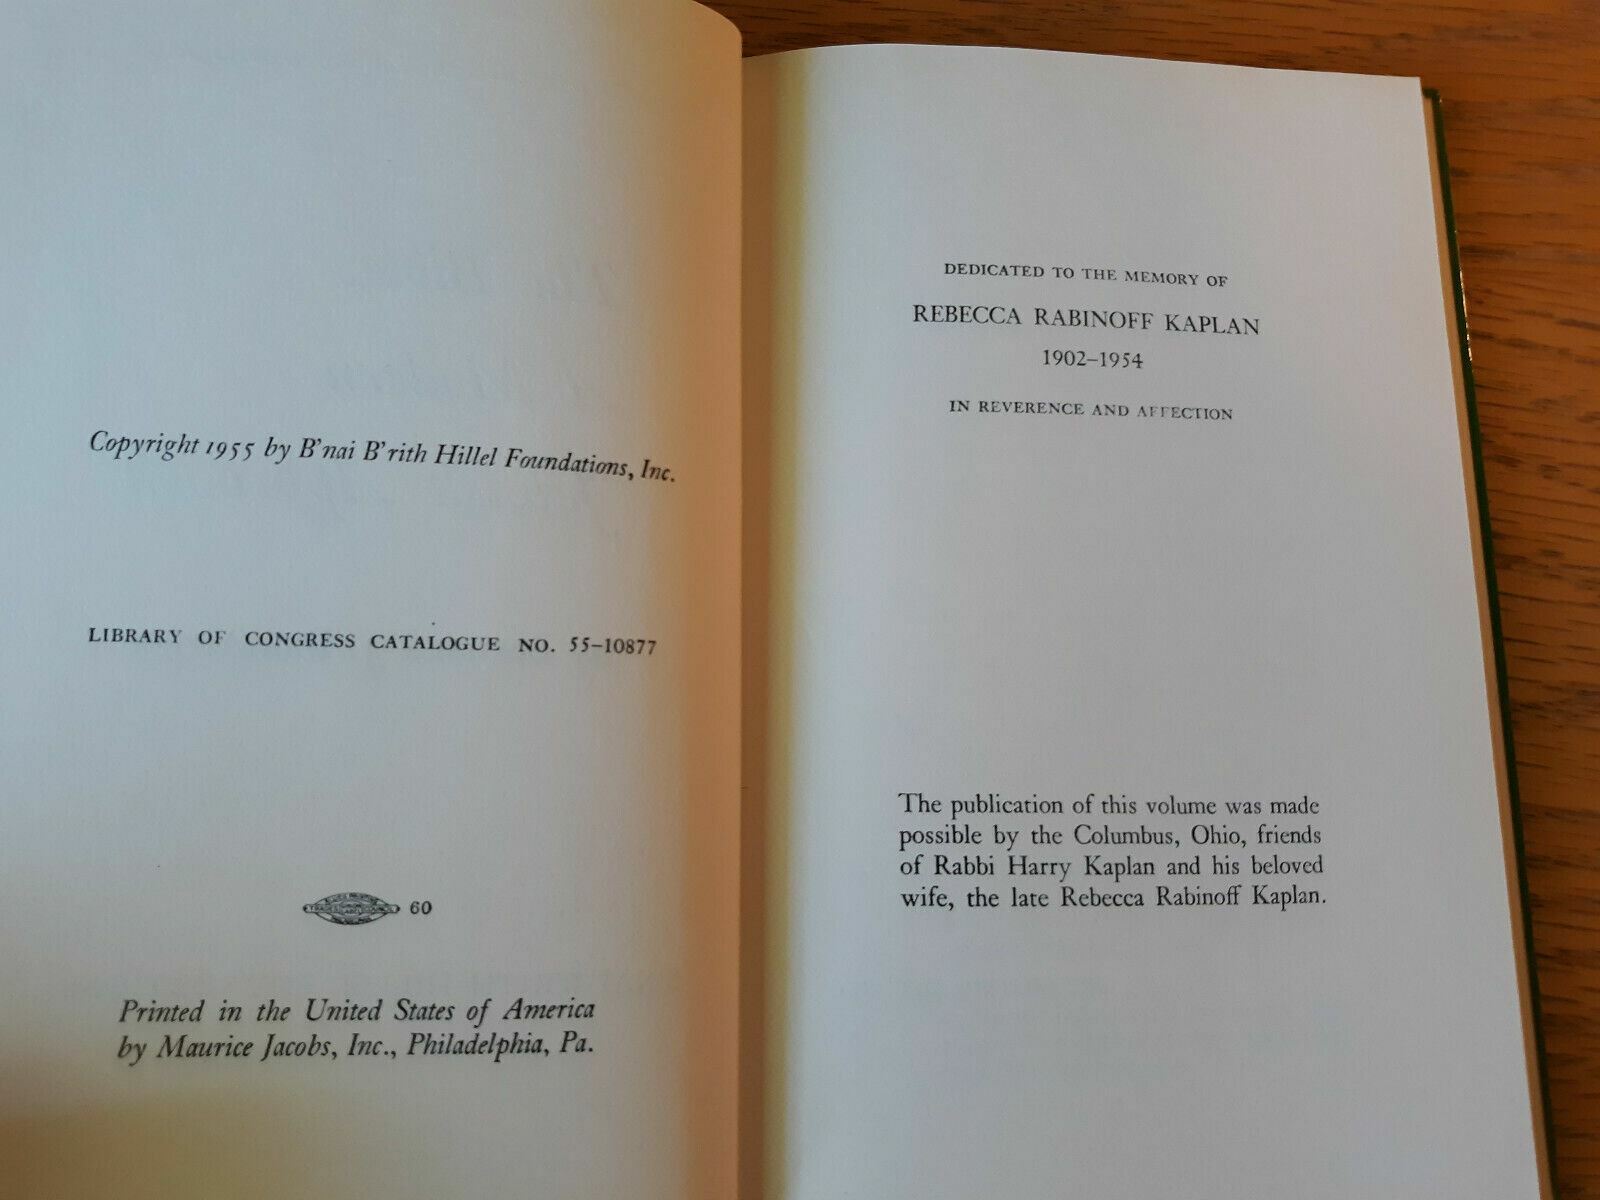 Copyright 1955 by B'nai B'rith Hillel Foundations, Inc.
LIBRARY OF CONGRESS CATALOGUE NO. 55–10877
60
Printed in the United States of America
by Maurice Jacobs, Inc., Philadelphia, Pa.
DEDICATED TO THE MEMORY OF
REBECCA RABINOFF KAPLAN
1902–1954
IN REVERENCE AND AFFECTION
The publication of this volume was made
possible by the Columbus, Ohio, friends
of Rabbi Harry Kaplan and his beloved
wife, the late Rebecca Rabinoff Kaplan.